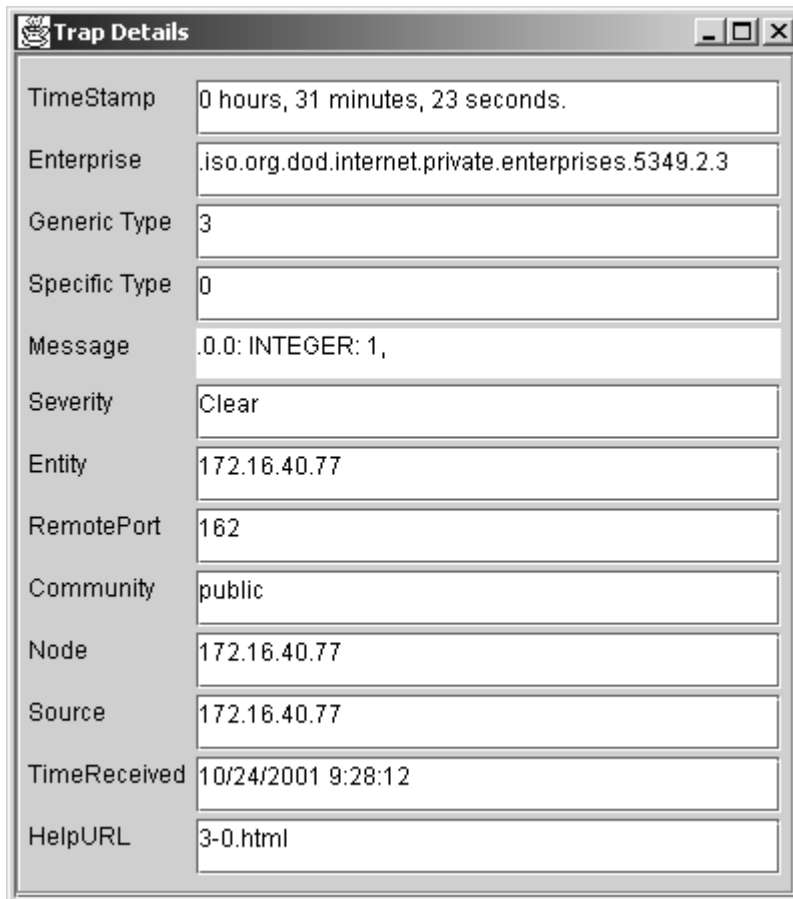 Trap Details
TimeStamp 0 hours, 31 minutes, 23 seconds.
Enterprise .iso.org.dod.internet.private.enterprises.5349.2.3
Generic Type 3
Specific Type 0
Message .0.0: INTEGER: 1,
Severity Clear
Entity 172.16.40.77
RemotePort 162
Community public
Node 172.16.40.77
Source 172.16.40.77
TimeReceived 10/24/2001 9:28:12
HelpURL 3-0.html